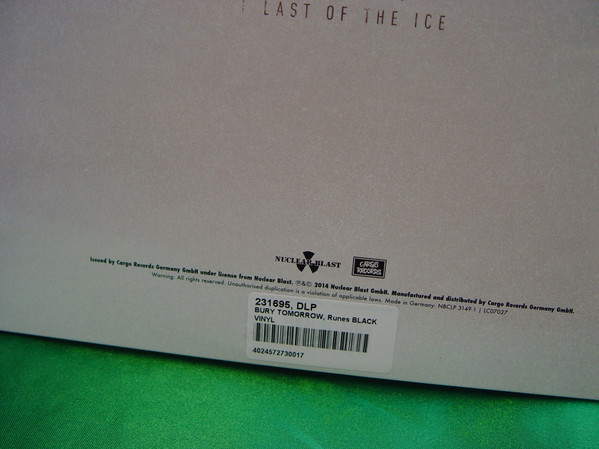 LAST OF THE ICE
NUCLEAR BLAST
CARGO RECORDS
Issued by Cargo Records Germany GmbH under license from Nuclear Blast. ℗&© 2014 Nuclear Blast GmbH. Manufactured and distributed by Cargo Records Germany GmbH.
Warning: All rights reserved. Unauthorised duplication is a violation of applicable laws. Made in Germany. NBCLP 3149-1 | LC07027
231695, DLP
BURY TOMORROW, Runes BLACK
VINYL
4024572730017